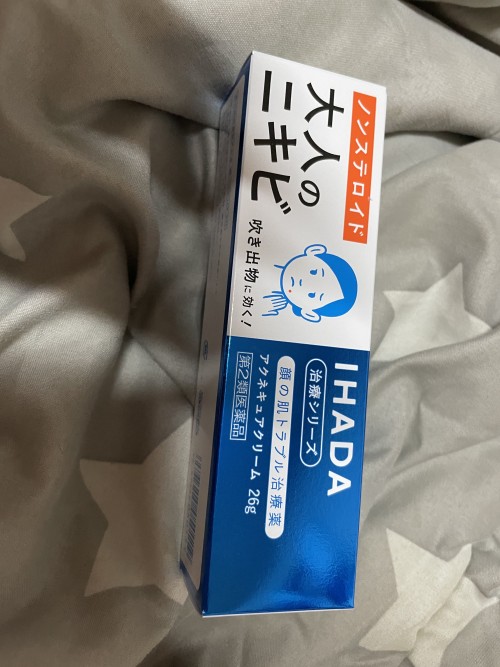 ノンステロイド
大人の
ニキビ
吹き出物に効く!
IHADA
治療シリーズ
顔の肌トラブル治療薬
アクネキュアクリーム 26g
第2類医薬品